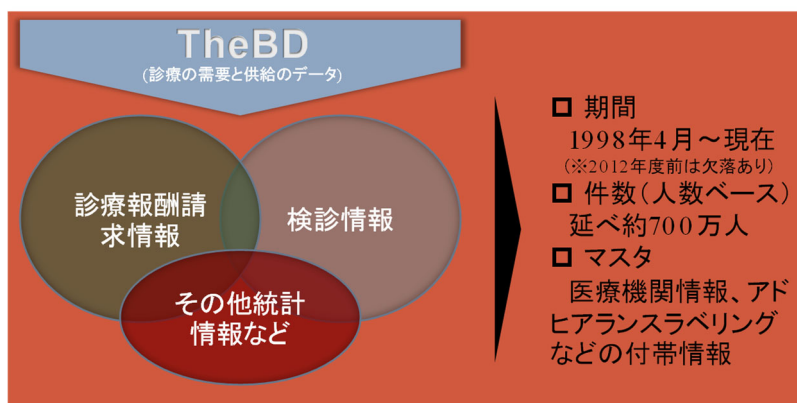 TheBD
(診療の需要と供給のデータ)
診療報酬請
求情報
検診情報
その他統計
情報など
□ 期間
1998年4月～現在
(※2012年度前は欠落あり)
□ 件数(人数ベース)
延べ約700万人
□ マスタ
医療機関情報、アド
ヒアランスラベリング
などの付帯情報